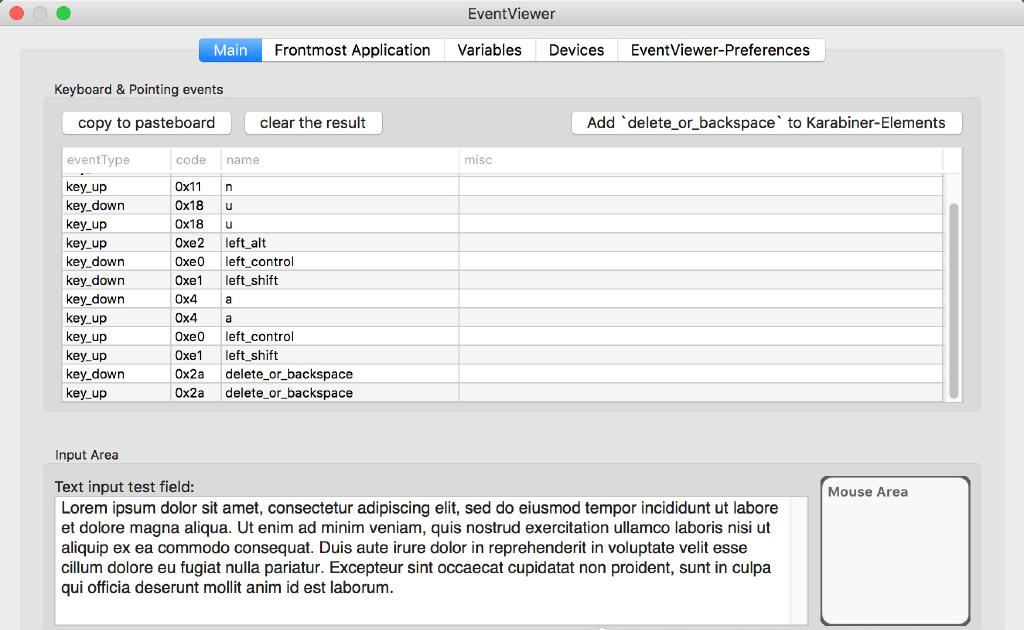 EventViewer
Main Frontmost Application Variables Devices EventViewer-Preferences
Keyboard & Pointing events
copy to pasteboard clear the result Add `delete_or_backspace` to Karabiner-Elements
eventType code name misc
key_up 0x11 n
key_down 0x18 u
key_up 0x18 u
key_up 0xe2 left_alt
key_down 0xe0 left_control
key_down 0xe1 left_shift
key_down 0x4 a
key_up 0x4 a
key_up 0xe0 left_control
key_up 0xe1 left_shift
key_down 0x2a delete_or_backspace
key_up 0x2a delete_or_backspace
Input Area
Text input test field:
Mouse Area
Lorem ipsum dolor sit amet, consectetur adipiscing elit, sed do eiusmod tempor incididunt ut labore
et dolore magna aliqua. Ut enim ad minim veniam, quis nostrud exercitation ullamco laboris nisi ut
aliquip ex ea commodo consequat. Duis aute irure dolor in reprehenderit in voluptate velit esse
cillum dolore eu fugiat nulla pariatur. Excepteur sint occaecat cupidatat non proident, sunt in culpa
qui officia deserunt mollit anim id est laborum.